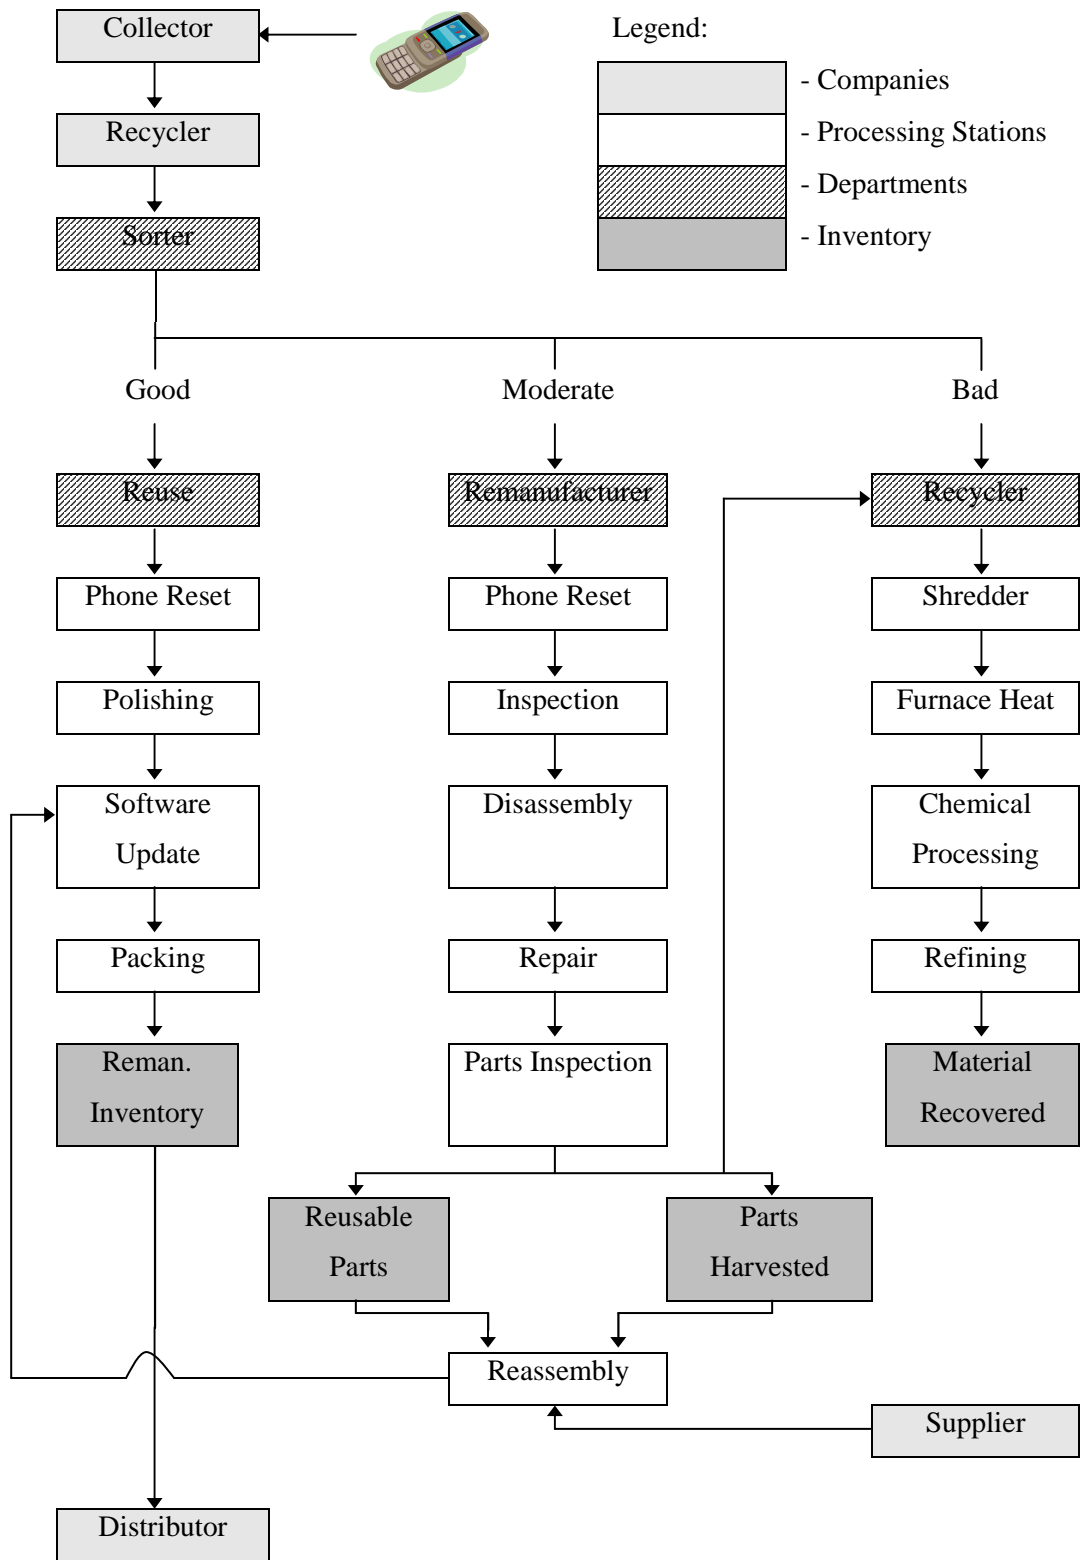 Collector
Legend:
- Companies
Recycler
- Processing Stations
- Departments
Sorter
- Inventory
Good
Moderate
Bad
Reuse
Remanufacturer
Recycler
Phone Reset
Phone Reset
Shredder
Polishing
Inspection
Furnace Heat
Software
Update
Disassembly
Chemical
Processing
Packing
Repair
Refining
Reman.
Inventory
Parts Inspection
Material
Recovered
Reusable
Parts
Parts
Harvested
Reassembly
Supplier
Distributor